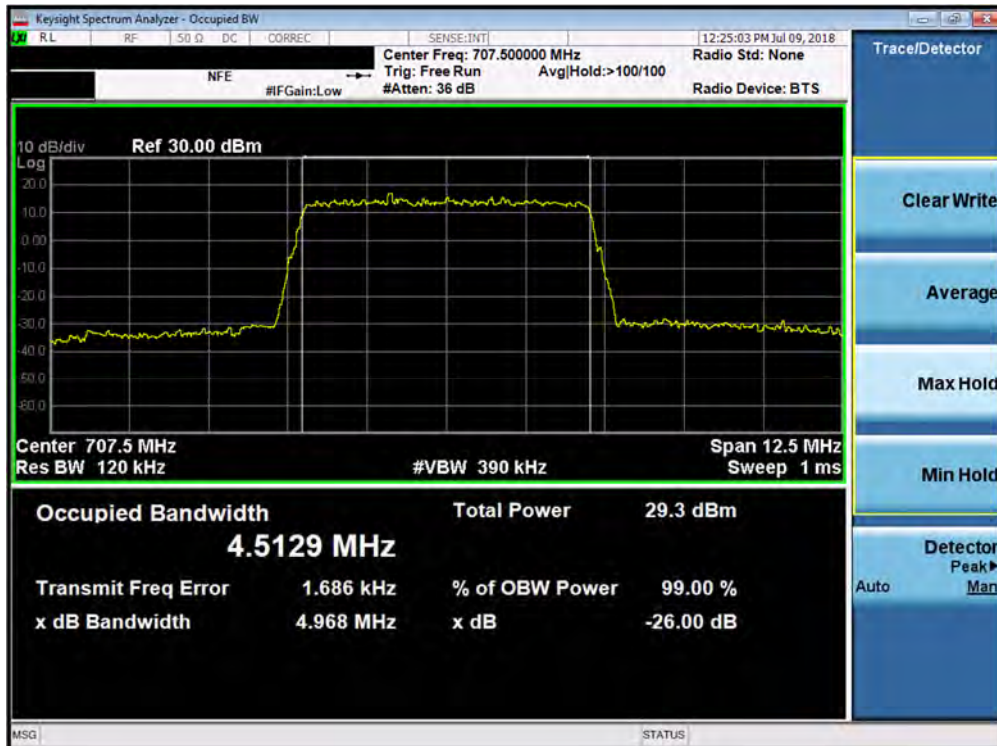 Keysight Spectrum Analyzer - Occupied BW
RL RF 50 Ω DC CORREC SENSE:INT 12:25:03 PM Jul 09, 2018
Center Freq: 707.500000 MHz Radio Std: None
NFE Trig: Free Run Avg|Hold:>100/100
#IFGain:Low #Atten: 36 dB Radio Device: BTS
10 dB/div Ref 30.00 dBm
Log
20.0
10.0
0.00
-10.0
-20.0
-30.0
-40.0
-50.0
-60.0
Center 707.5 MHz Span 12.5 MHz
Res BW 120 kHz #VBW 390 kHz Sweep 1 ms
Occupied Bandwidth Total Power 29.3 dBm
4.5129 MHz
Transmit Freq Error 1.686 kHz % of OBW Power 99.00 %
x dB Bandwidth 4.968 MHz x dB -26.00 dB
MSG STATUS
Trace/Detector
Clear Write
Average
Max Hold
Min Hold
Detector
Peak▶
Auto Man